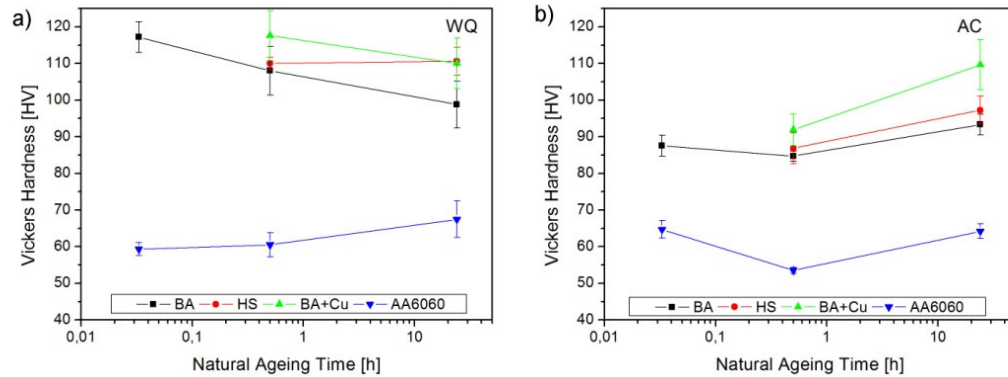 a)
WQ
Vickers Hardness [HV]
120
110
100
90
80
70
60
50
40
BA HS BA+Cu AA6060
0,01 0,1 1 10
Natural Ageing Time [h]
b)
AC
Vickers Hardness [HV]
120
110
100
90
80
70
60
50
40
BA HS BA+Cu AA6060
0,01 0,1 1 10
Natural Ageing Time [h]